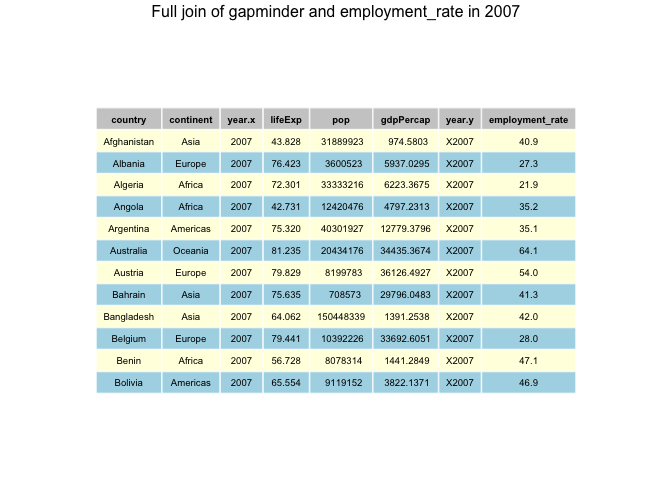 Full join of gapminder and employment_rate in 2007
country continent year.x lifeExp pop gdpPercap year.y employment_rate
Afghanistan Asia 2007 43.828 31889923 974.5803 X2007 40.9
Albania Europe 2007 76.423 3600523 5937.0295 X2007 27.3
Algeria Africa 2007 72.301 33333216 6223.3675 X2007 21.9
Angola Africa 2007 42.731 12420476 4797.2313 X2007 35.2
Argentina Americas 2007 75.320 40301927 12779.3796 X2007 35.1
Australia Oceania 2007 81.235 20434176 34435.3674 X2007 64.1
Austria Europe 2007 79.829 8199783 36126.4927 X2007 54.0
Bahrain Asia 2007 75.635 708573 29796.0483 X2007 41.3
Bangladesh Asia 2007 64.062 150448339 1391.2538 X2007 42.0
Belgium Europe 2007 79.441 10392226 33692.6051 X2007 28.0
Benin Africa 2007 56.728 8078314 1441.2849 X2007 47.1
Bolivia Americas 2007 65.554 9119152 3822.1371 X2007 46.9